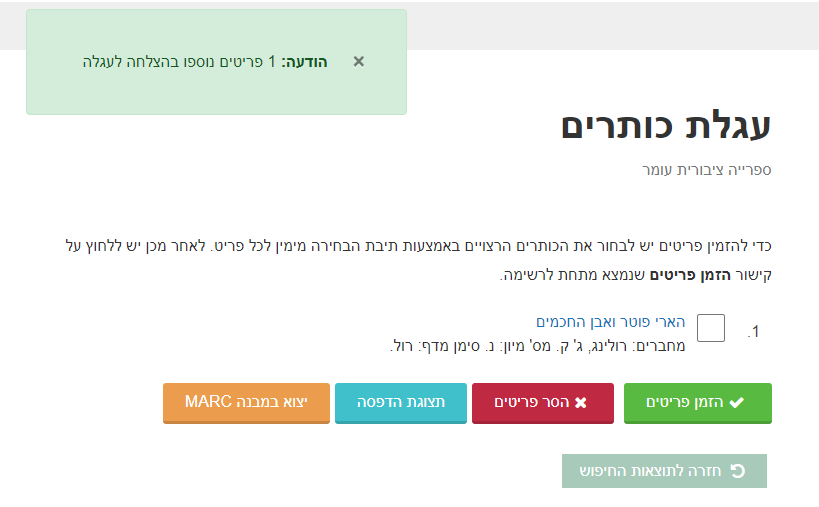 הודעה: 1 פריטים נוספו בהצלחה לעגלה ×
עגלת כותרים
ספרייה ציבורית עומר
כדי להזמין פריטים יש לבחור את הכותרים הרצויים באמצעות תיבת הבחירה מימין לכל פריט. לאחר מכן יש ללחוץ על
קישור הזמן פריטים שנמצא מתחת לרשימה.
1. הארי פוטר ואבן החכמים
מחברים: רולינג, ג' ק. מס' מיון: נ. סימן מדף: רול.
הזמן פריטים
הסר פריטים
תצוגת הדפסה
יצוא במבנה MARC
חזרה לתוצאות החיפוש